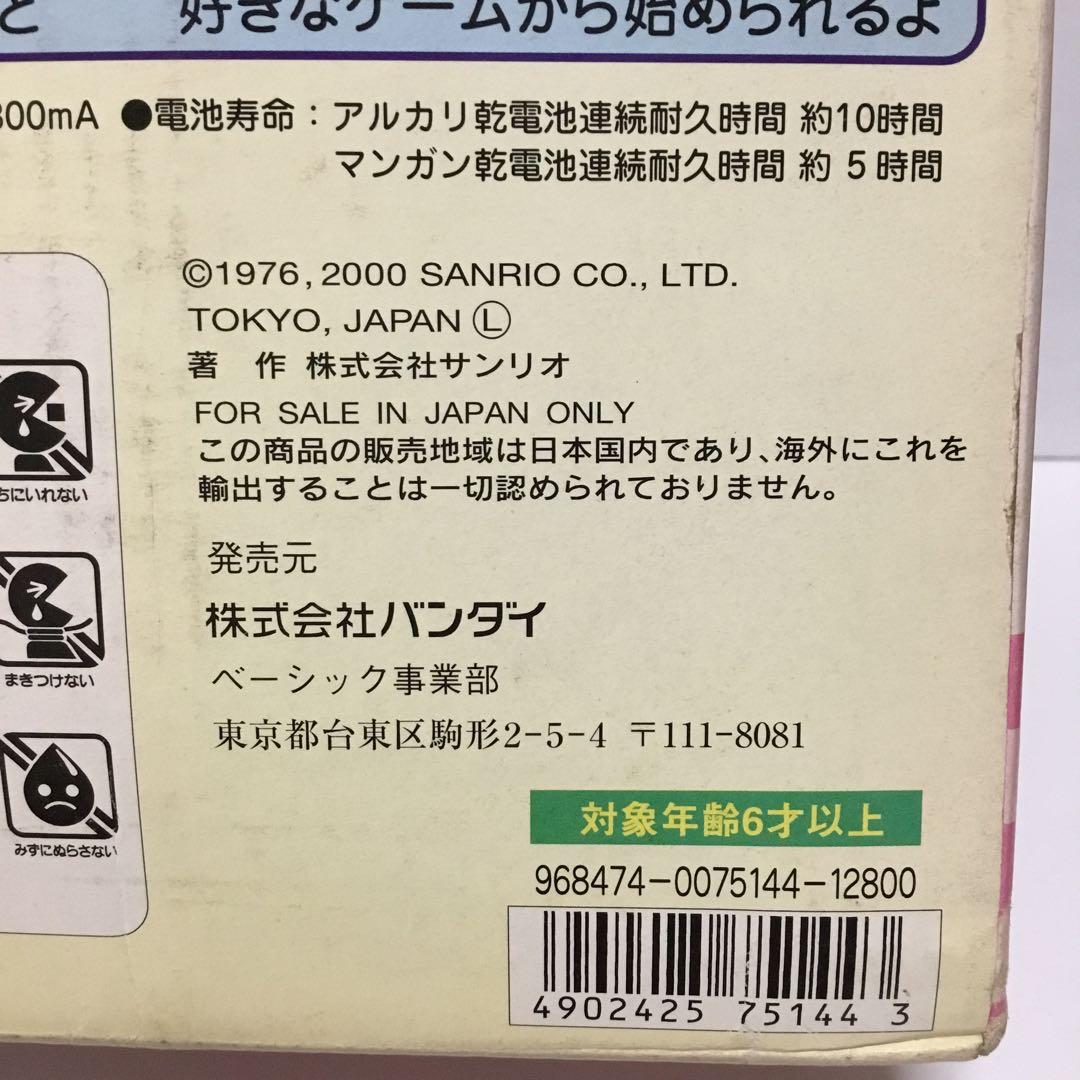 と 好きなゲームから始められるよ
300mA ●電池寿命：アルカリ乾電池連続耐久時間 約10時間
マンガン乾電池連続耐久時間 約 5時間
©1976, 2000 SANRIO CO., LTD.
TOKYO, JAPAN Ⓛ
著 作 株式会社サンリオ
FOR SALE IN JAPAN ONLY
この商品の販売地域は日本国内であり、海外にこれを
輸出することは一切認められておりません。
ちにいれない
まきつけない
みずにぬらさない
発売元
株式会社バンダイ
ベーシック事業部
東京都台東区駒形2-5-4 〒111-8081
対象年齢6才以上
968474-0075144-12800
4902425 75144 3